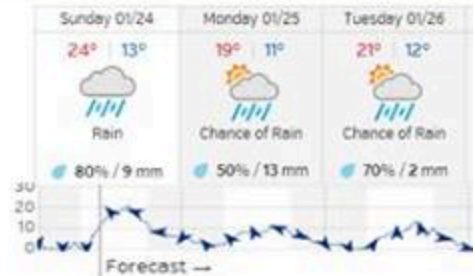 Sunday 01/24 Monday 01/25 Tuesday 01/26
24° | 13° 19° | 11° 21° | 12°
Rain Chance of Rain Chance of Rain
80% / 9 mm 50% / 13 mm 70% / 2 mm
30
20
10
0
Forecast →